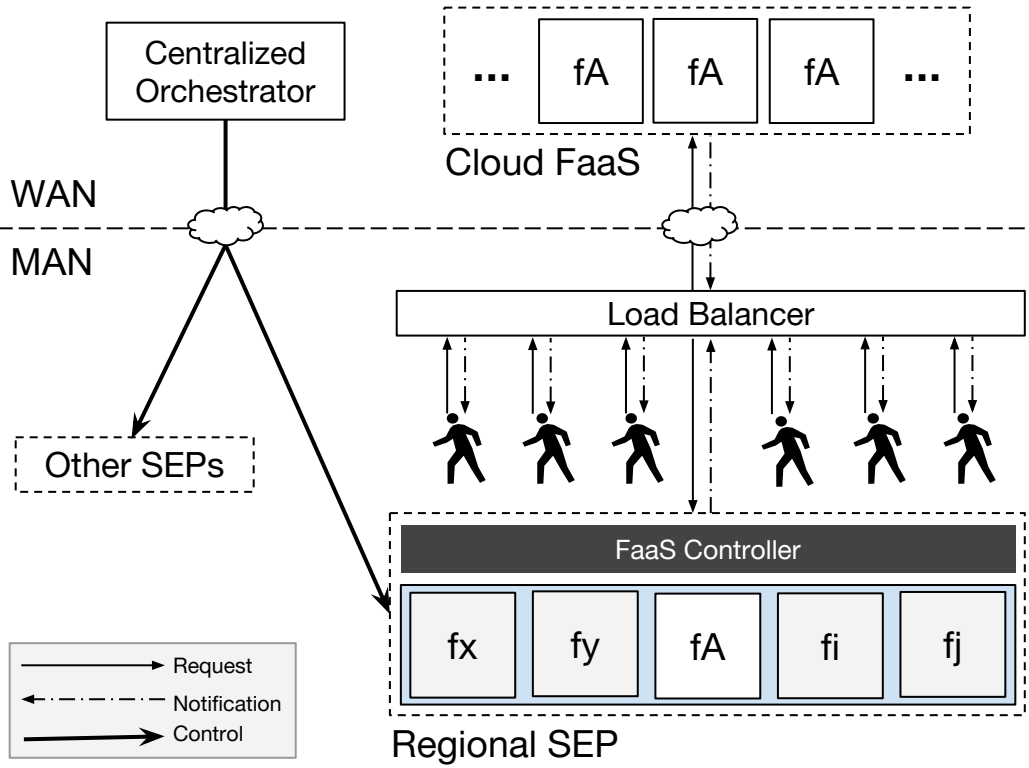 Centralized
Orchestrator
... fA fA fA ...
Cloud FaaS
WAN
MAN
Load Balancer
Other SEPs
FaaS Controller
fx fy fA fi fj
Regional SEP
Request
Notification
Control